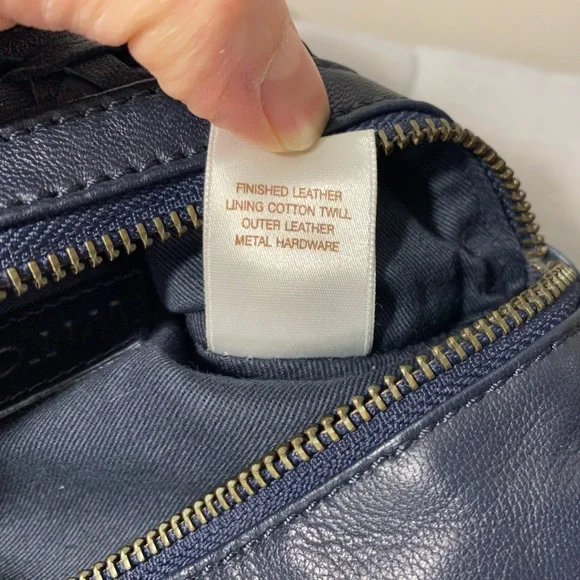 FINISHED LEATHER
LINING COTTON TWILL
OUTER LEATHER
METAL HARDWARE